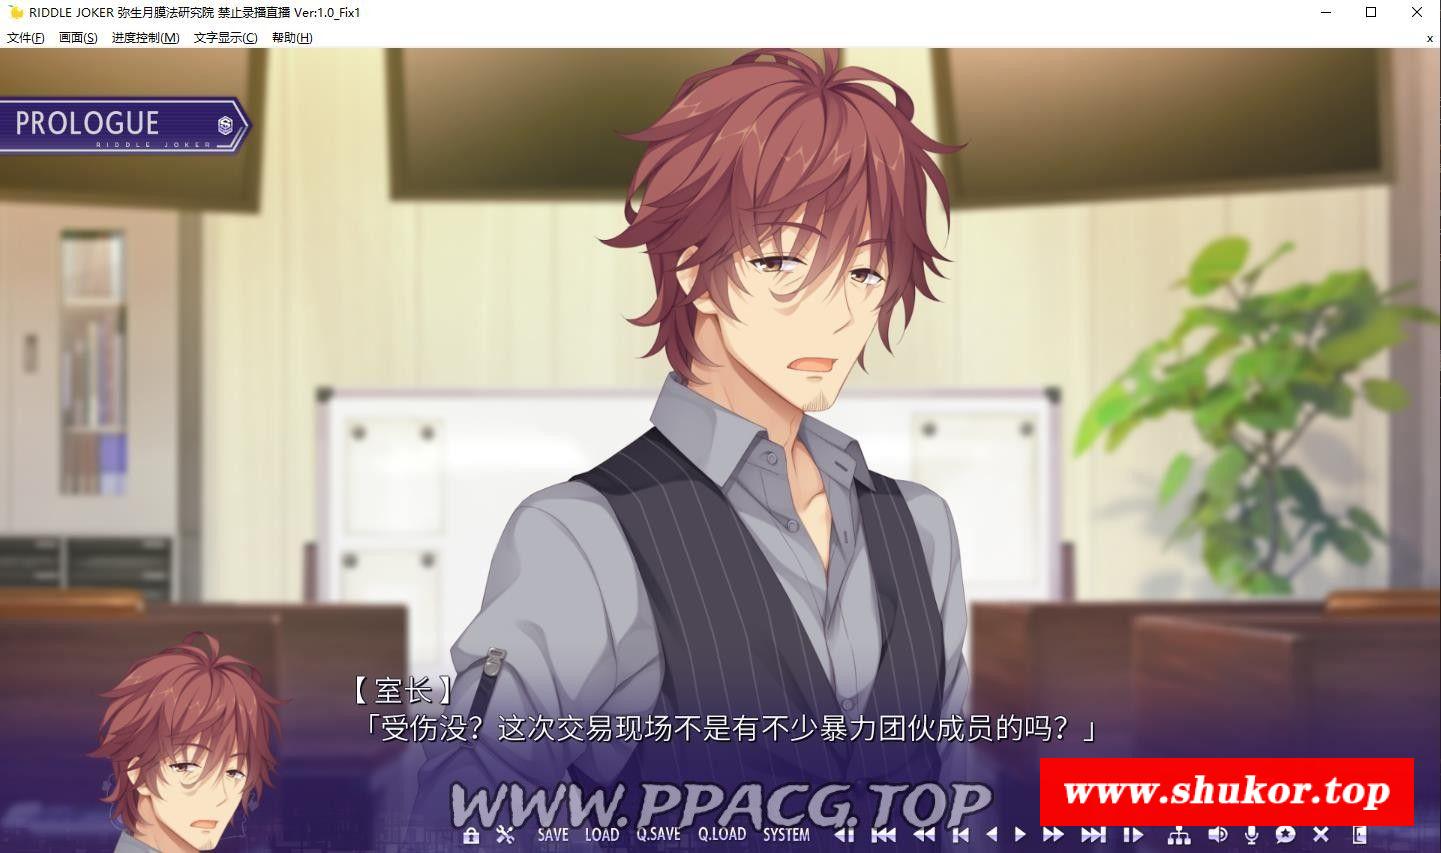 RIDDLE JOKER 弥生月膜法研究院 禁止录播直播 Ver:1.0_Fix1
文件(F) 画面(S) 进度控制(M) 文字显示(C) 帮助(H)
PROLOGUE
RIDDLE JOKER
【室长】
「受伤没？这次交易现场不是有不少暴力团伙成员的吗？」
WWW.PPACG.TOP
www.shukor.top
SAVE LOAD Q.SAVE Q.LOAD SYSTEM